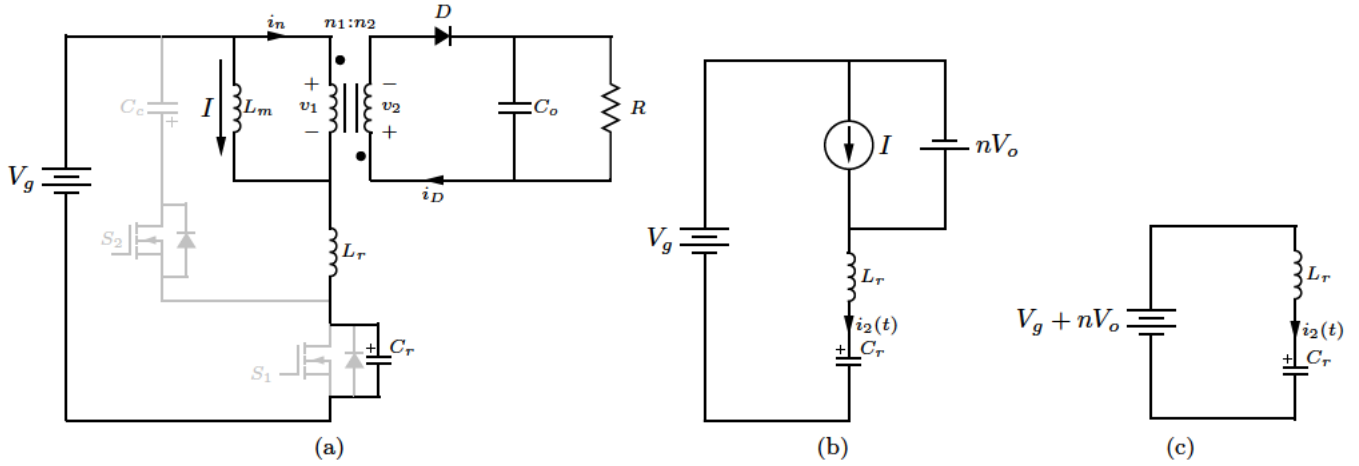 i_n
n_1:n_2
D
C_c
+
I
L_m
+
v_1
−
−
v_2
+
C_o
R
V_g
i_D
S_2
L_r
S_1
+
C_r
(a)
I
nV_o
V_g
L_r
i_2(t)
+
C_r
(b)
V_g + nV_o
L_r
i_2(t)
+
C_r
(c)